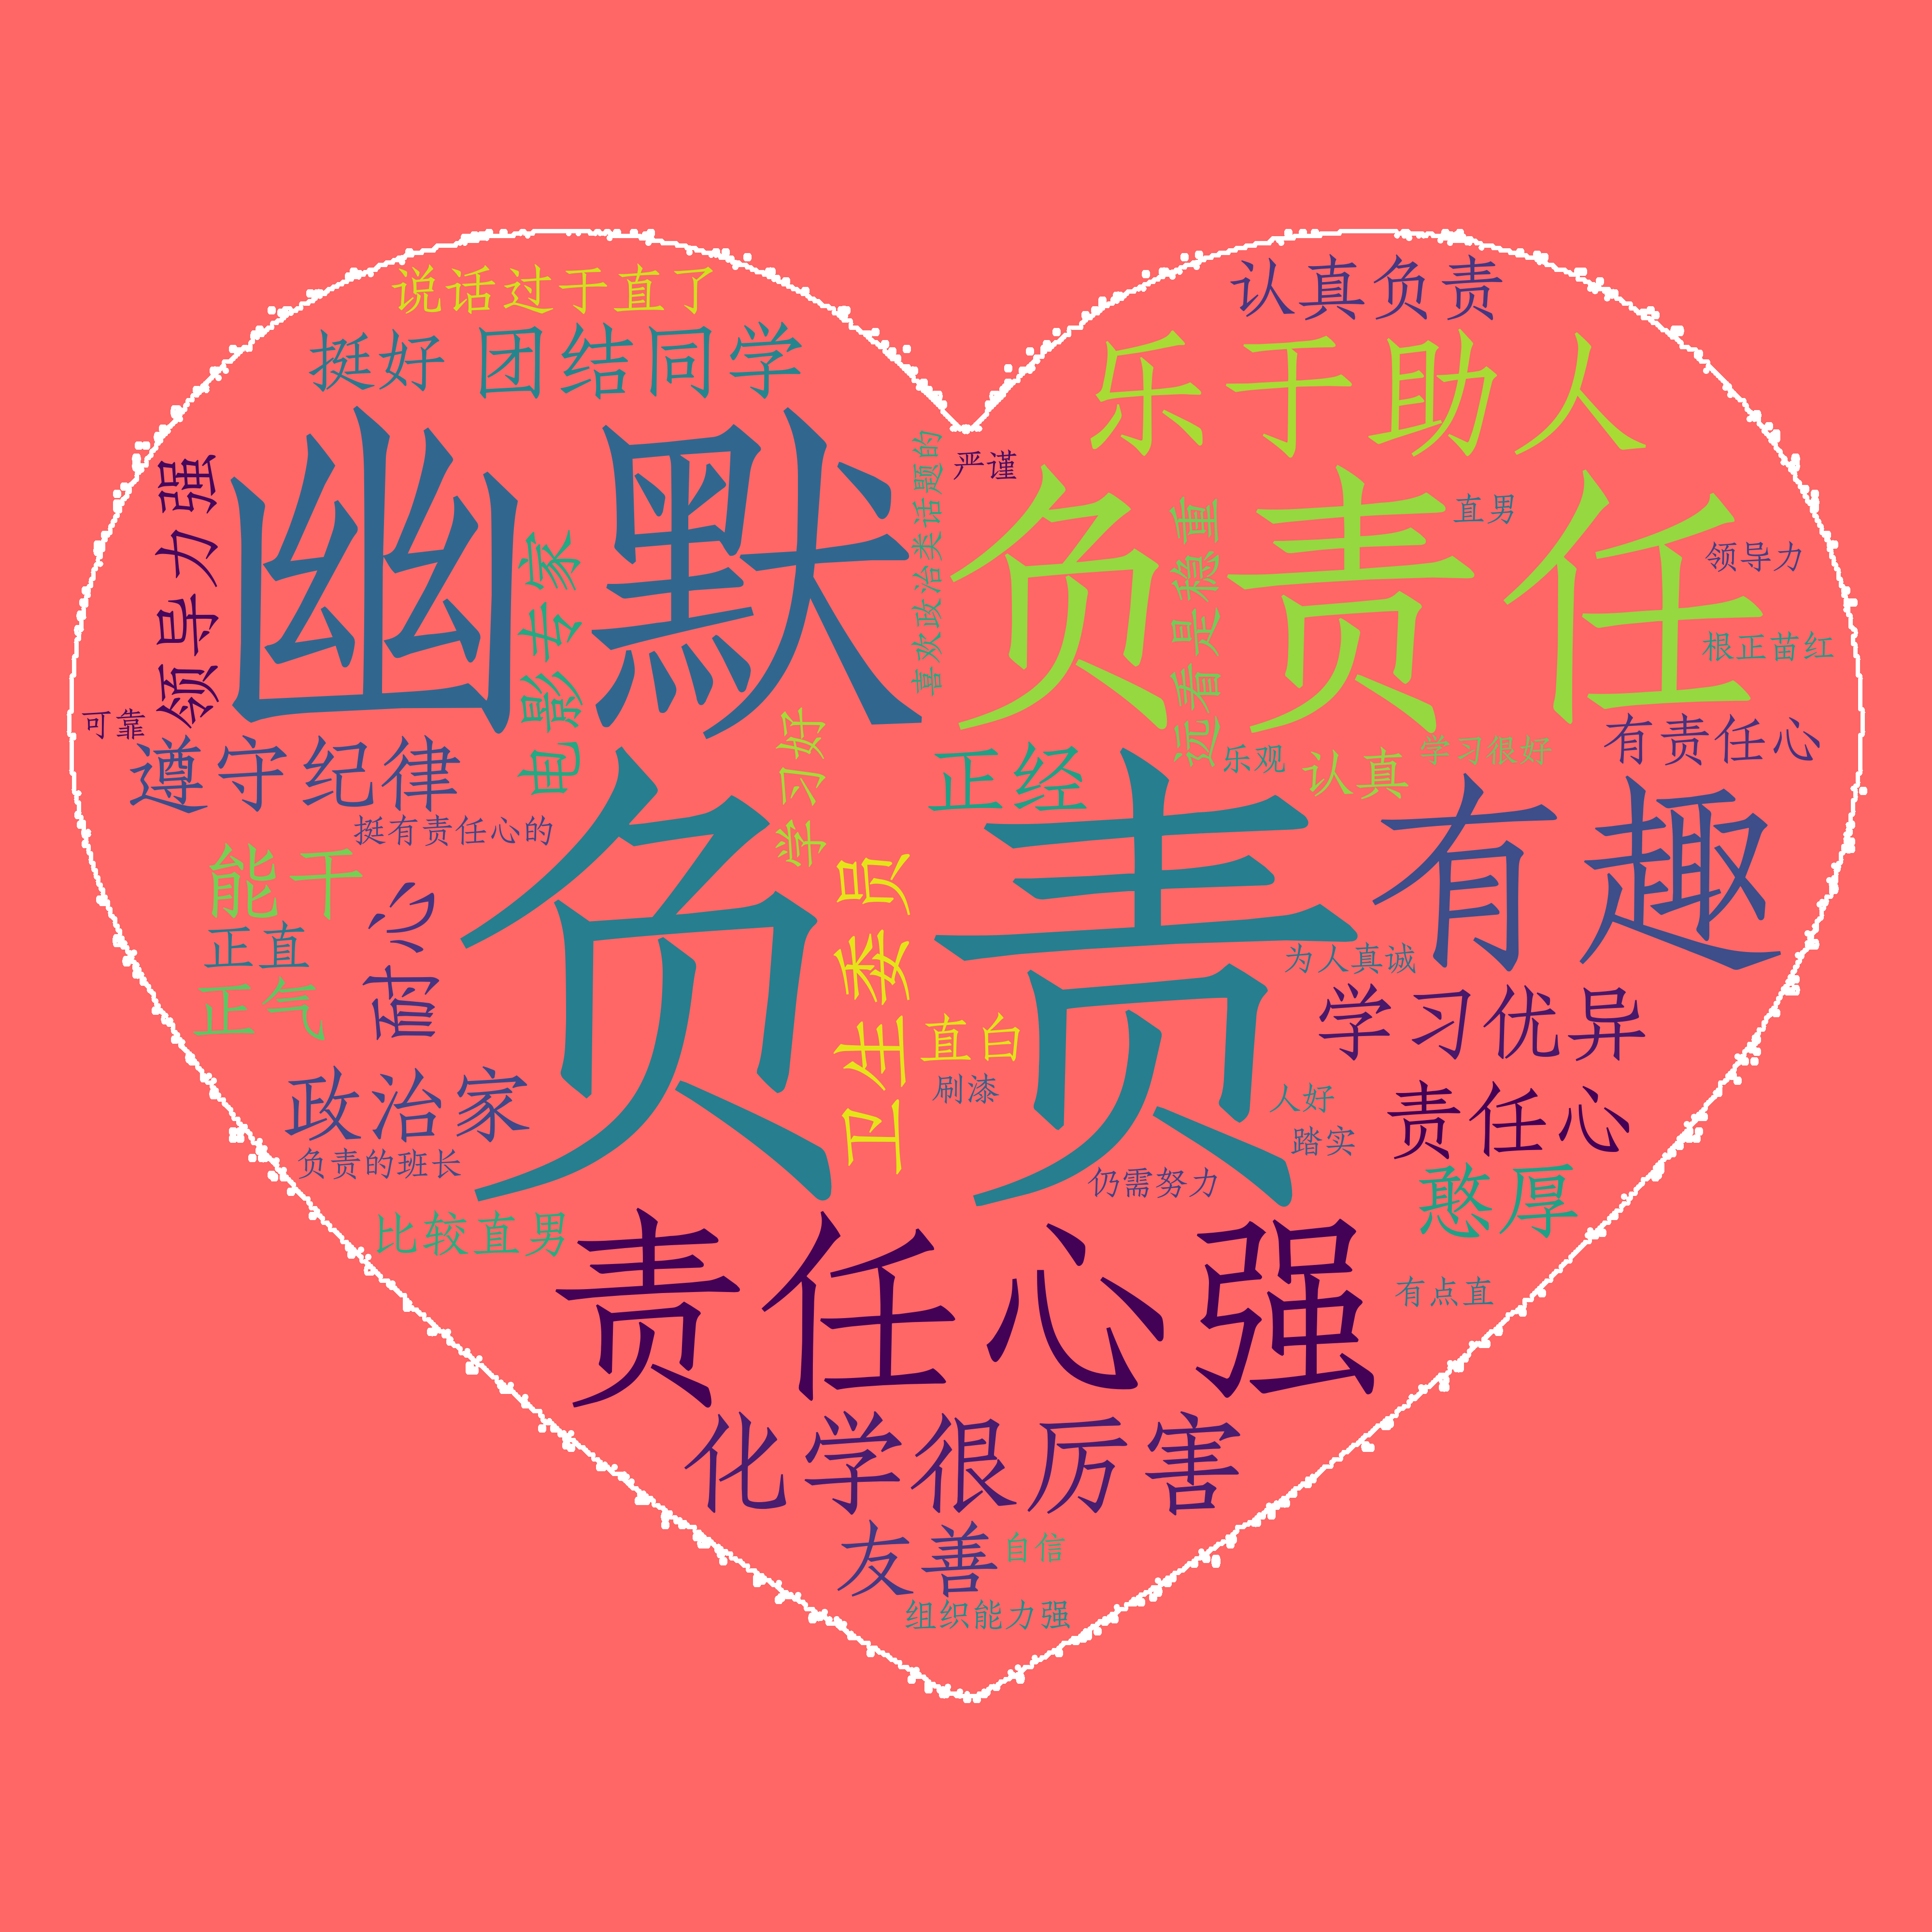 说话过于直了
认真负责
挺好
团结同学
乐于助人
领导力强
幽默
电影专家
喜欢政治类话题的
严谨
负责任
远看是稳重
直男
领导力
根正苗红
可靠
遵守纪律
学习好
正经
乐观
认真
学习很好
有责任心
挺有责任心的
负责
有趣
能干
正直
正气
富心
卫生委员
直白
刷漆
为人真诚
学习优异
政治家
负责的班长
人好
踏实
责任心
仍需努力
憨厚
比较直男
责任心强
有点直
化学很厉害
友善
自信
组织能力强